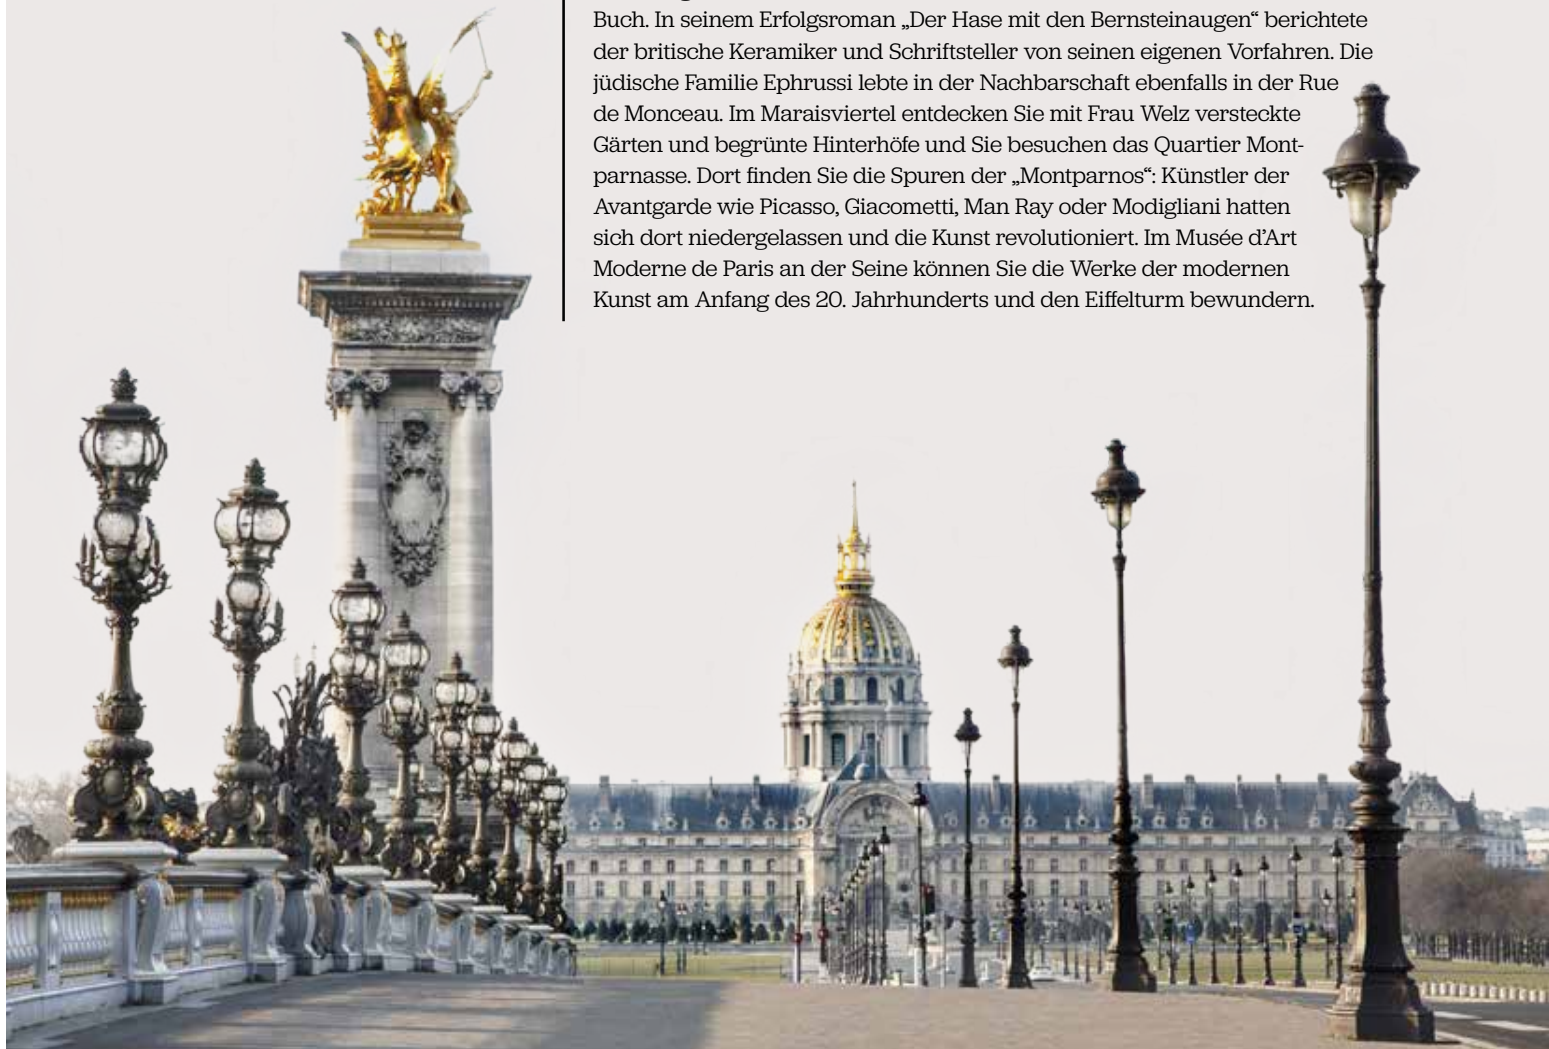 Buch. In seinem Erfolgsroman „Der Hase mit den Bernsteinaugen“ berichtete
der britische Keramiker und Schriftsteller von seinen eigenen Vorfahren. Die
jüdische Familie Ephrussi lebte in der Nachbarschaft ebenfalls in der Rue
de Monceau. Im Maraisviertel entdecken Sie mit Frau Welz versteckte
Gärten und begrünte Hinterhöfe und Sie besuchen das Quartier Mont-
parnasse. Dort finden Sie die Spuren der „Montparnos“: Künstler der
Avantgarde wie Picasso, Giacometti, Man Ray oder Modigliani hatten
sich dort niedergelassen und die Kunst revolutioniert. Im Musée d’Art
Moderne de Paris an der Seine können Sie die Werke der modernen
Kunst am Anfang des 20. Jahrhunderts und den Eiffelturm bewundern.